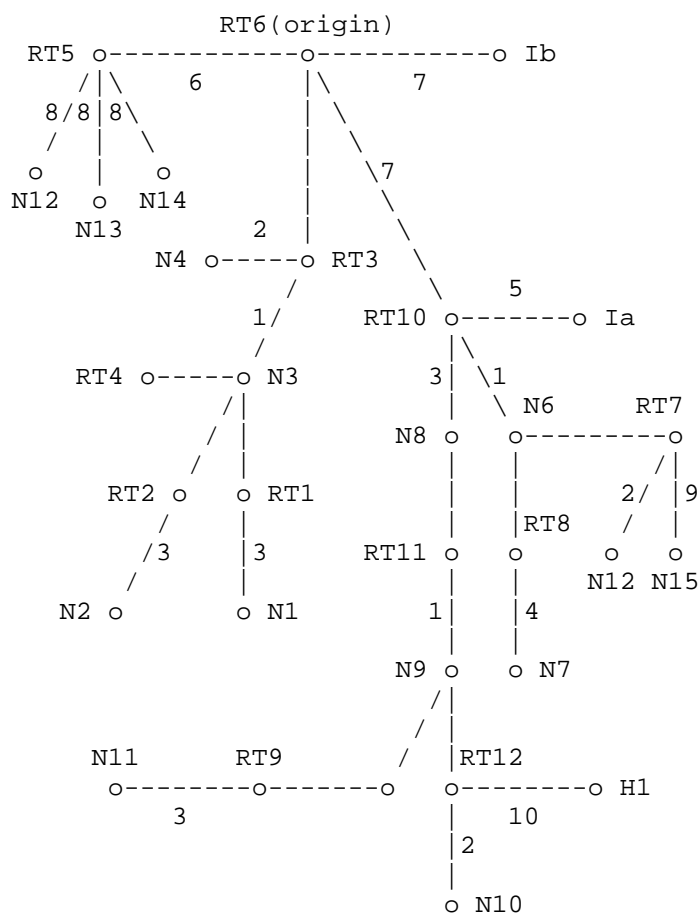 RT6(origin)
RT5 o------------o-----------o Ib
6 7
8 8 8
7
o o
N12 o N14
N13
2
N4 o-----o RT3
5
1
RT10 o-------o Ia
RT4 o-----o N3
3 1
N6 RT7
N8 o o---------o
RT2 o o RT1
2 9
RT8
3 3
RT11 o o o o
N12 N15
N2 o o N1
1 4
N9 o o N7
N11 RT9 RT12
o--------o-------o o--------o H1
3 10
2
o N10